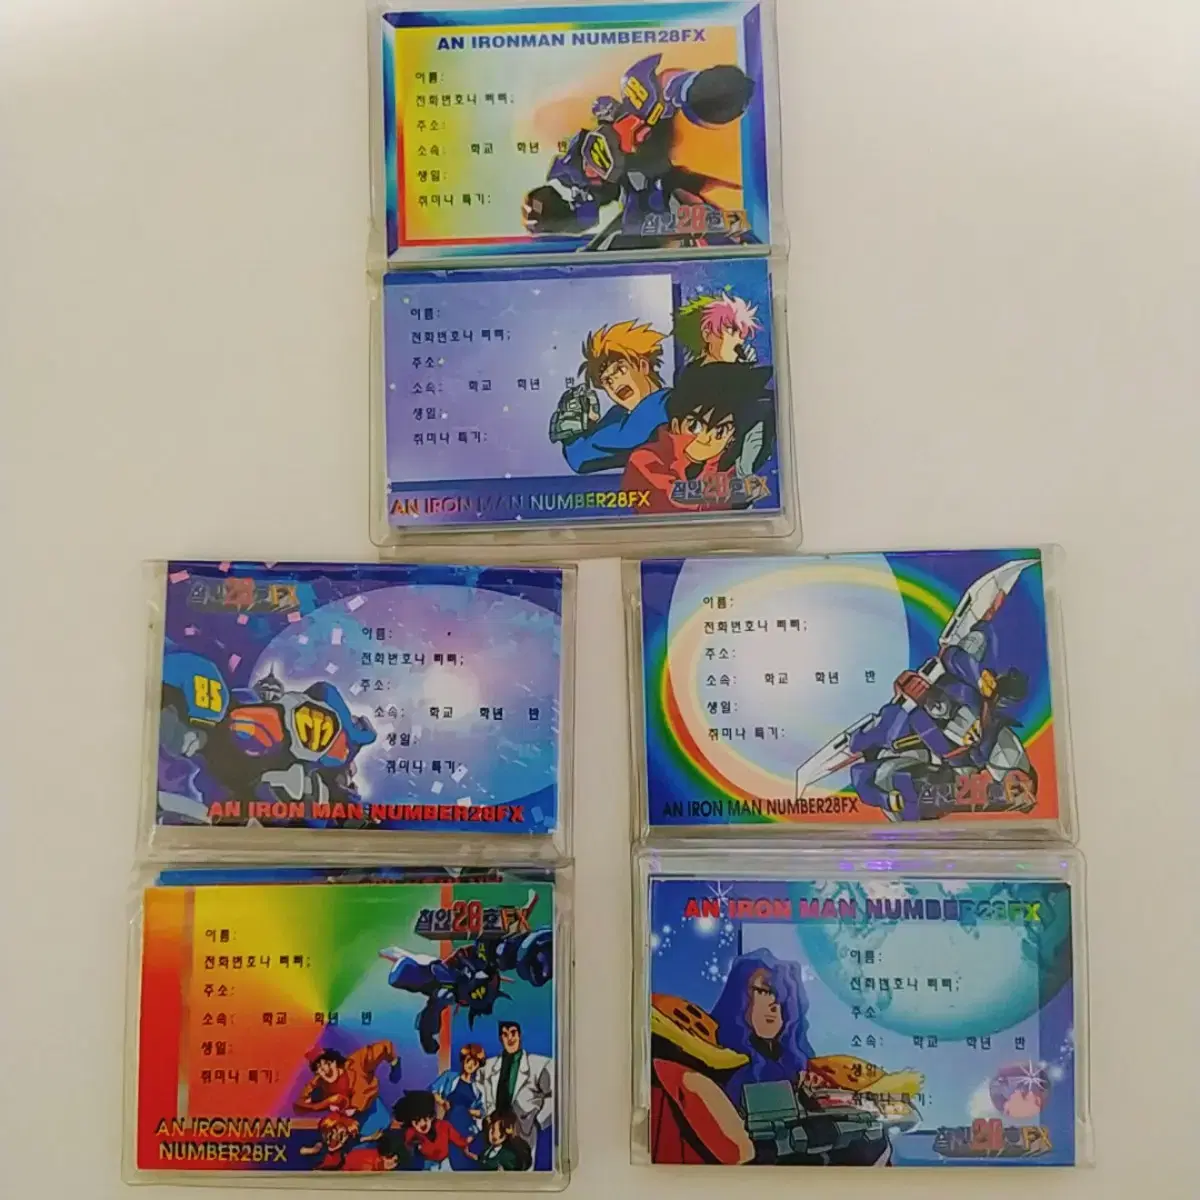 AN IRONMAN NUMBER28FX
이름:
전화번호나 삐삐;
주소:
소속: 학교 학년 반
생일:
취미나 특기:
철인28호FX
이름:
전화번호나 삐삐;
주소:
소속: 학교 학년 반
생일:
취미나 특기:
AN IRON MAN NUMBER28FX
철인28호FX
철인28호FX
이름:
전화번호나 삐삐;
주소:
소속: 학교 학년 반
생일:
취미나 특기:
AN IRON MAN NUMBER28FX
이름:
전화번호나 삐삐;
주소:
소속: 학교 학년 반
생일:
취미나 특기:
AN IRON MAN NUMBER28FX
철인28호FX
철인28호FX
이름:
전화번호나 삐삐;
주소:
소속: 학교 학년 반
생일:
취미나 특기:
AN IRONMAN
NUMBER28FX
AN IRON MAN NUMBER28FX
이름:
전화번호나 삐삐;
주소:
소속: 학교 학년 반
생일:
취미나 특기:
철인28호FX